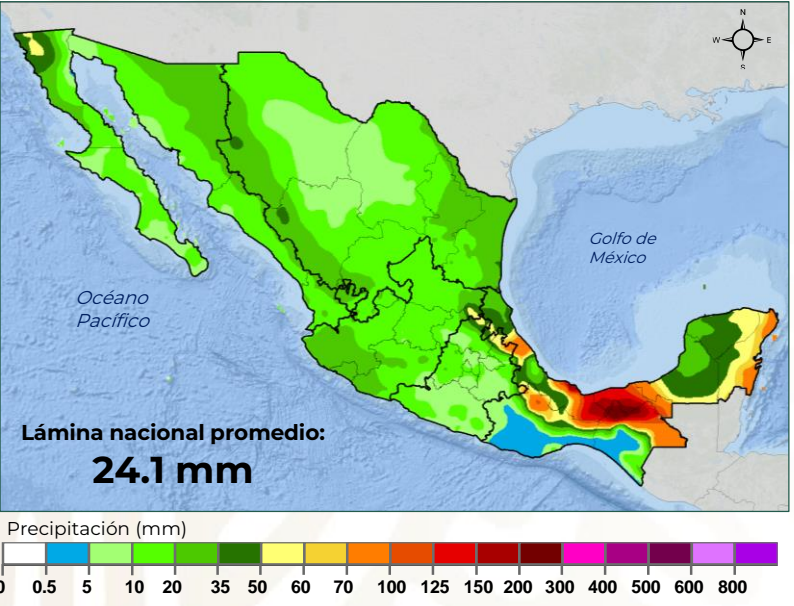 N
W E
S
Golfo de
México
Océano
Pacífico
Lámina nacional promedio:
24.1 mm
Precipitación (mm)
0 0.5 5 10 20 35 50 60 70 100 125 150 200 300 400 500 600 800